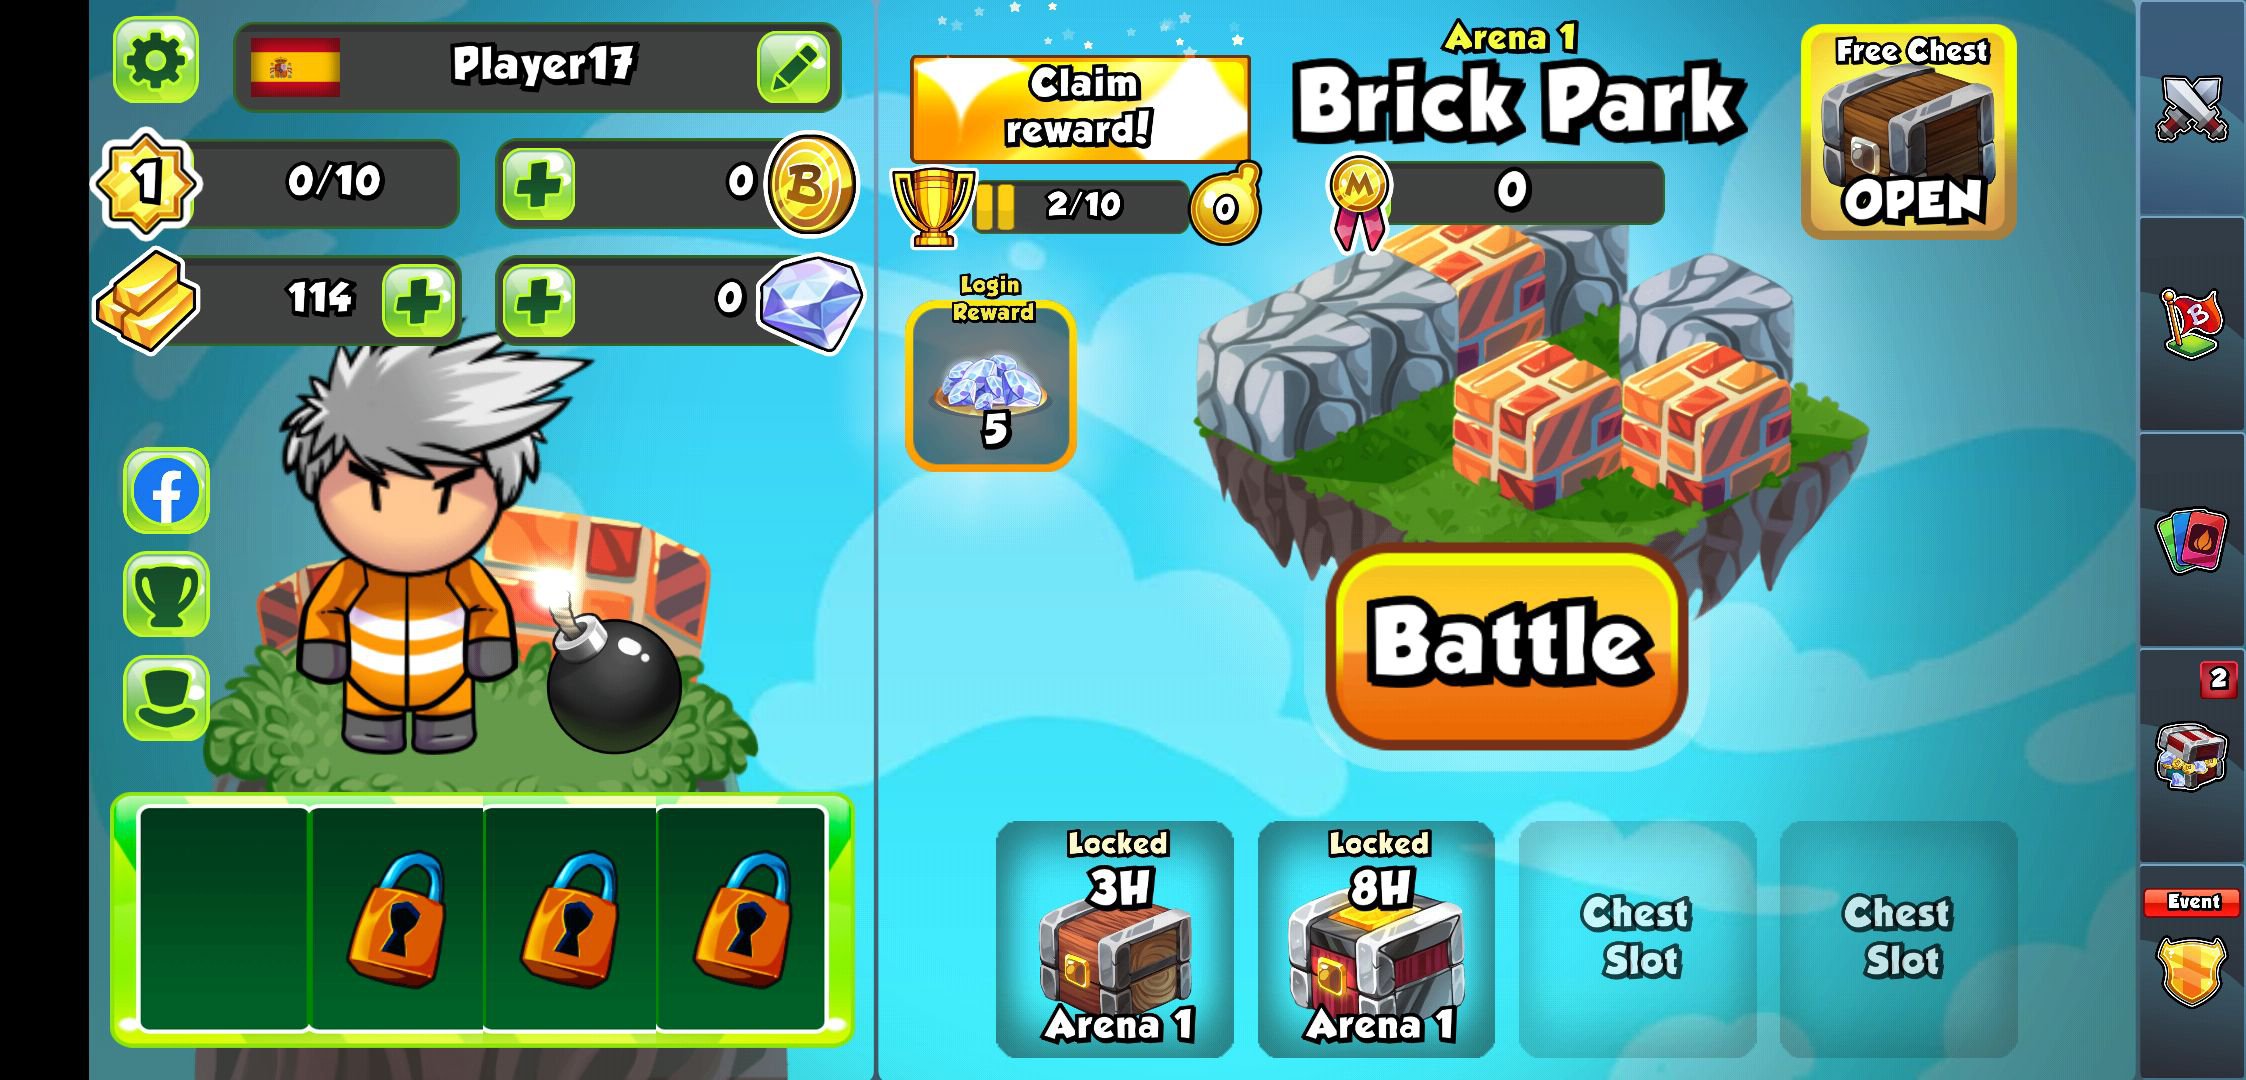 Player17
1
0/10
0
B
114
0
Claim
reward!
2/10
0
Login
Reward
5
Arena 1
Brick Park
M
0
Free Chest
OPEN
Battle
Locked
3H
Arena 1
Locked
8H
Arena 1
Chest
Slot
Chest
Slot
B
2
Event